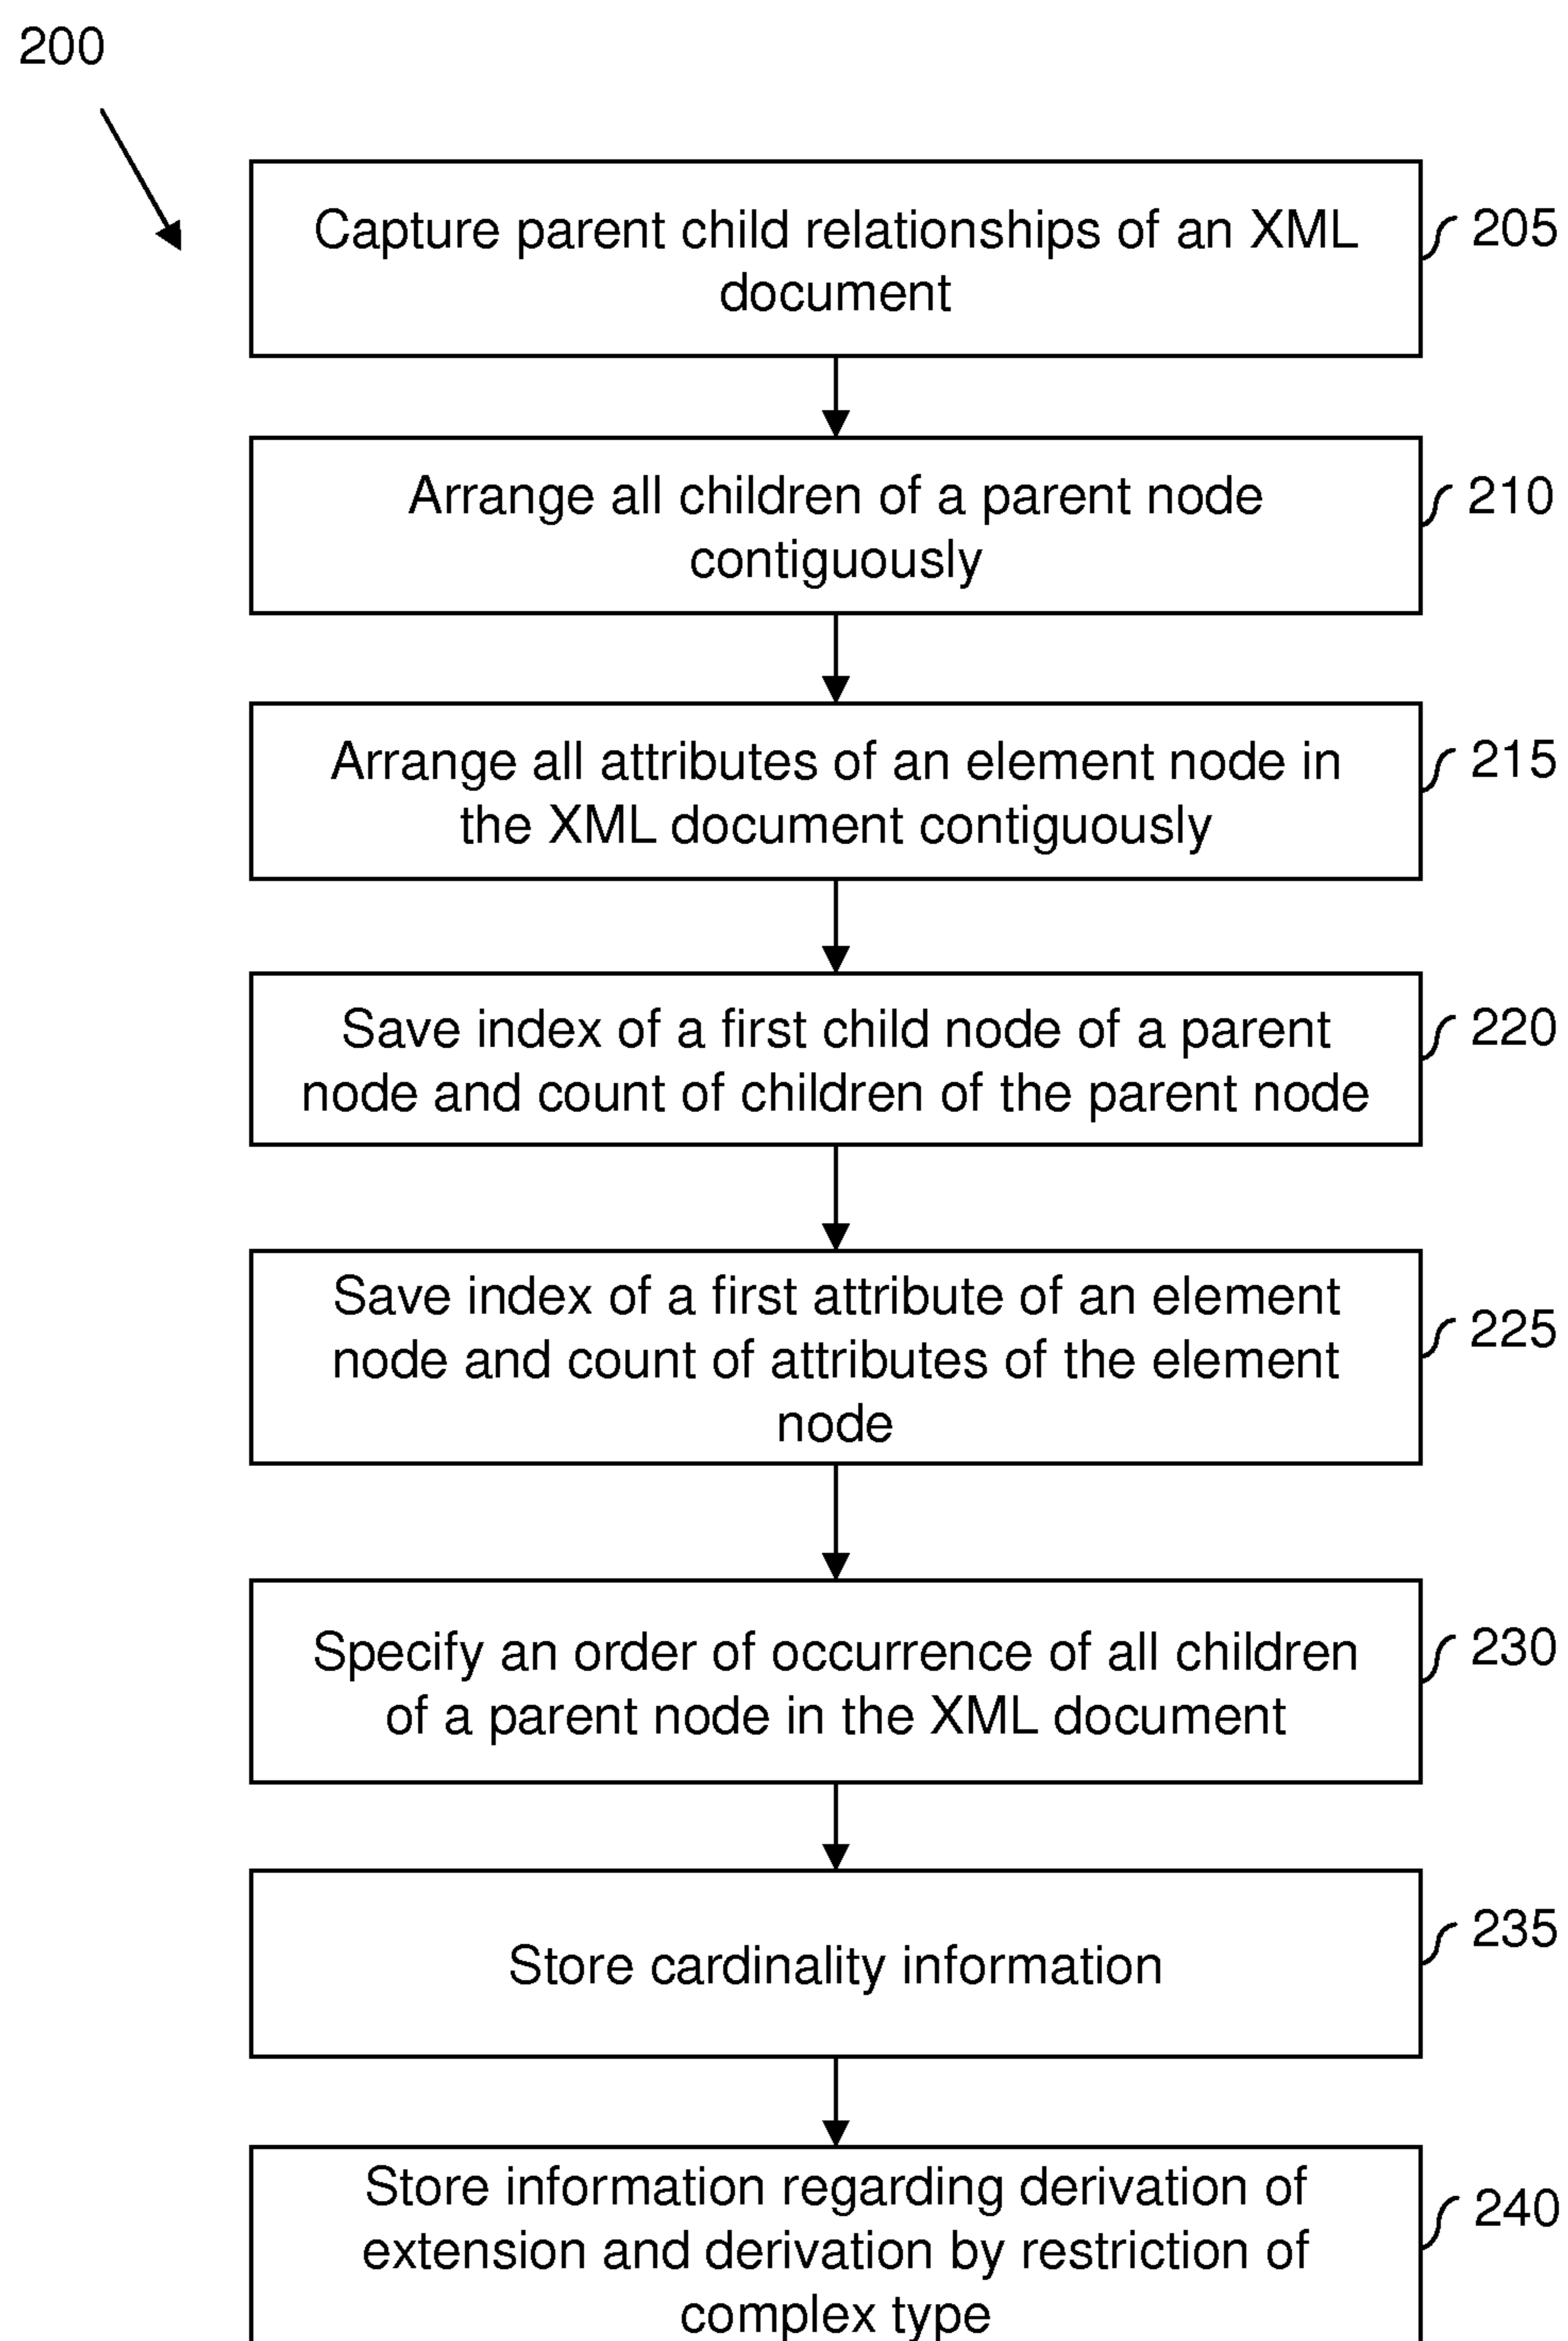 200
Capture parent child relationships of an XML
document
205
Arrange all children of a parent node
contiguously
210
Arrange all attributes of an element node in
the XML document contiguously
215
Save index of a first child node of a parent
node and count of children of the parent node
220
Save index of a first attribute of an element
node and count of attributes of the element
node
225
Specify an order of occurrence of all children
of a parent node in the XML document
230
Store cardinality information
235
Store information regarding derivation of
extension and derivation by restriction of
complex type
240